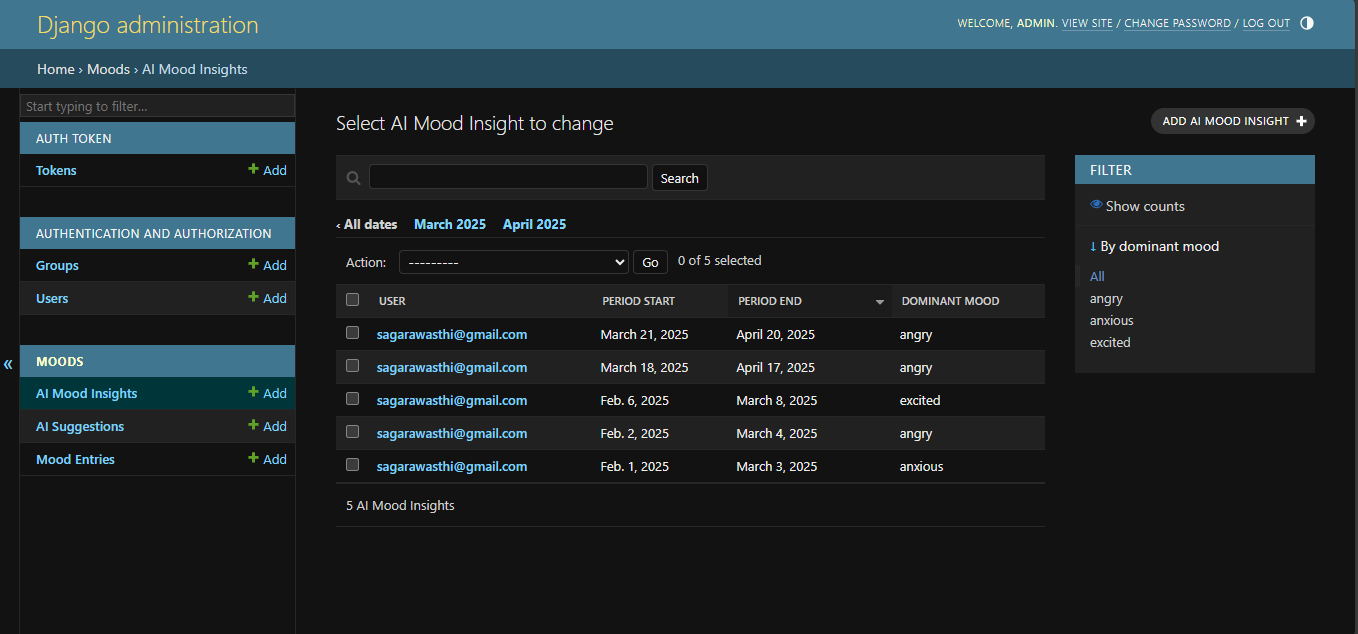 Django administration
WELCOME, ADMIN. VIEW SITE / CHANGE PASSWORD / LOG OUT
Home › Moods › AI Mood Insights
Start typing to filter...
AUTH TOKEN
Tokens + Add
AUTHENTICATION AND AUTHORIZATION
Groups + Add
Users + Add
MOODS
AI Mood Insights + Add
AI Suggestions + Add
Mood Entries + Add
«
Select AI Mood Insight to change
ADD AI MOOD INSIGHT +
Search
‹ All dates March 2025 April 2025
Action: --------- Go 0 of 5 selected
USER PERIOD START PERIOD END DOMINANT MOOD
sagarawasthi@gmail.com March 21, 2025 April 20, 2025 angry
sagarawasthi@gmail.com March 18, 2025 April 17, 2025 angry
sagarawasthi@gmail.com Feb. 6, 2025 March 8, 2025 excited
sagarawasthi@gmail.com Feb. 2, 2025 March 4, 2025 angry
sagarawasthi@gmail.com Feb. 1, 2025 March 3, 2025 anxious
5 AI Mood Insights
FILTER
Show counts
↓ By dominant mood
All
angry
anxious
excited